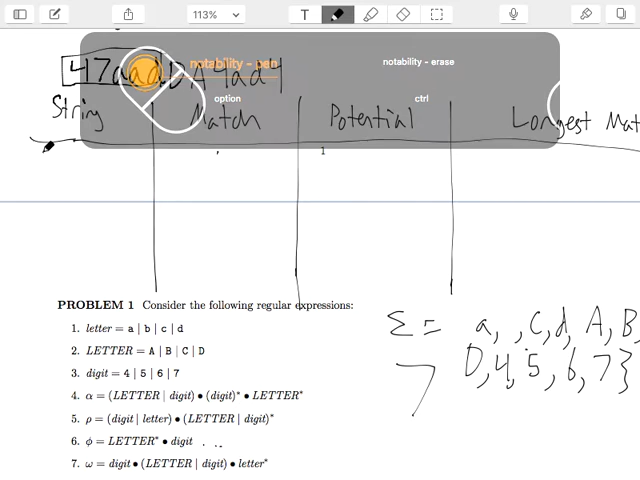 113%
T
notability - pen
notability - erase
47aadDA4ad4
option
ctrl
String Match Potential Longest Mat
1
PROBLEM 1 Consider the following regular expressions:
1. letter = a | b | c | d
2. LETTER = A | B | C | D
3. digit = 4 | 5 | 6 | 7
4. α = (LETTER | digit) • (digit)* • LETTER*
5. ρ = (digit | letter) • (LETTER | digit)*
6. ϕ = LETTER* • digit
7. ω = digit • (LETTER | digit) • letter*
Σ = a, , C, d, A, B,
D, 4, 5, 6, 7}